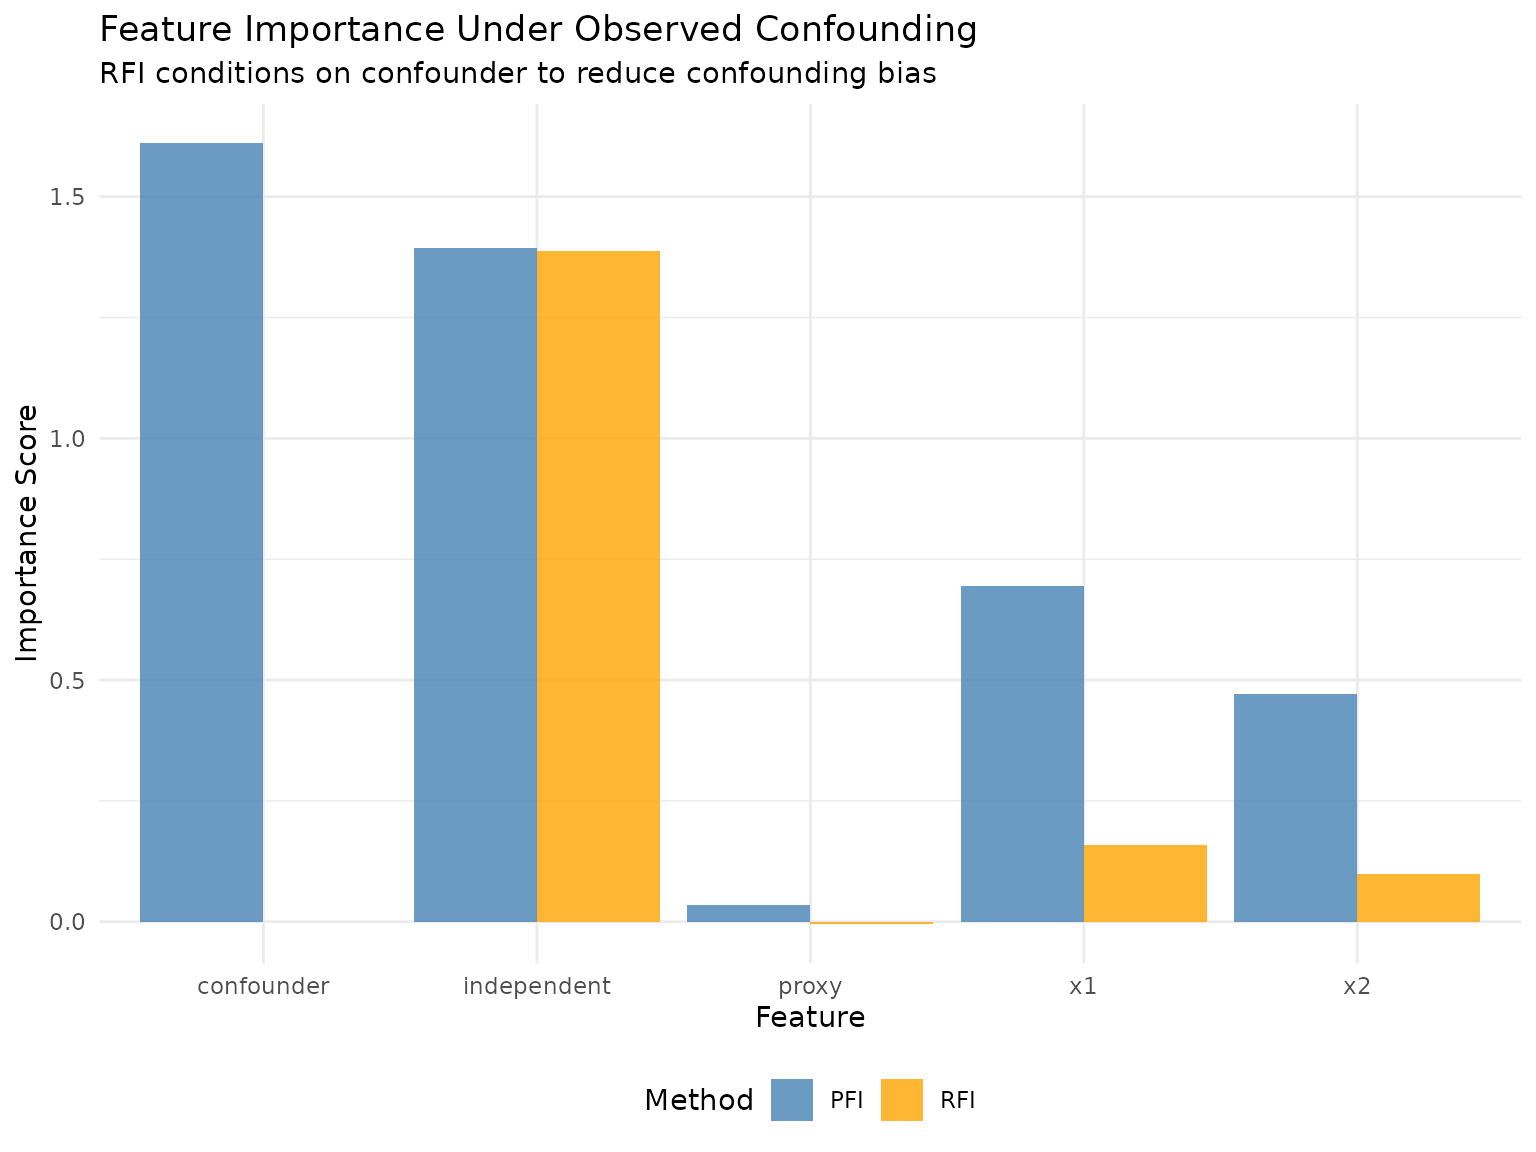 Feature Importance Under Observed Confounding
RFI conditions on confounder to reduce confounding bias
Importance Score
1.5
1.0
0.5
0.0
confounder independent proxy x1 x2
Feature
Method PFI RFI